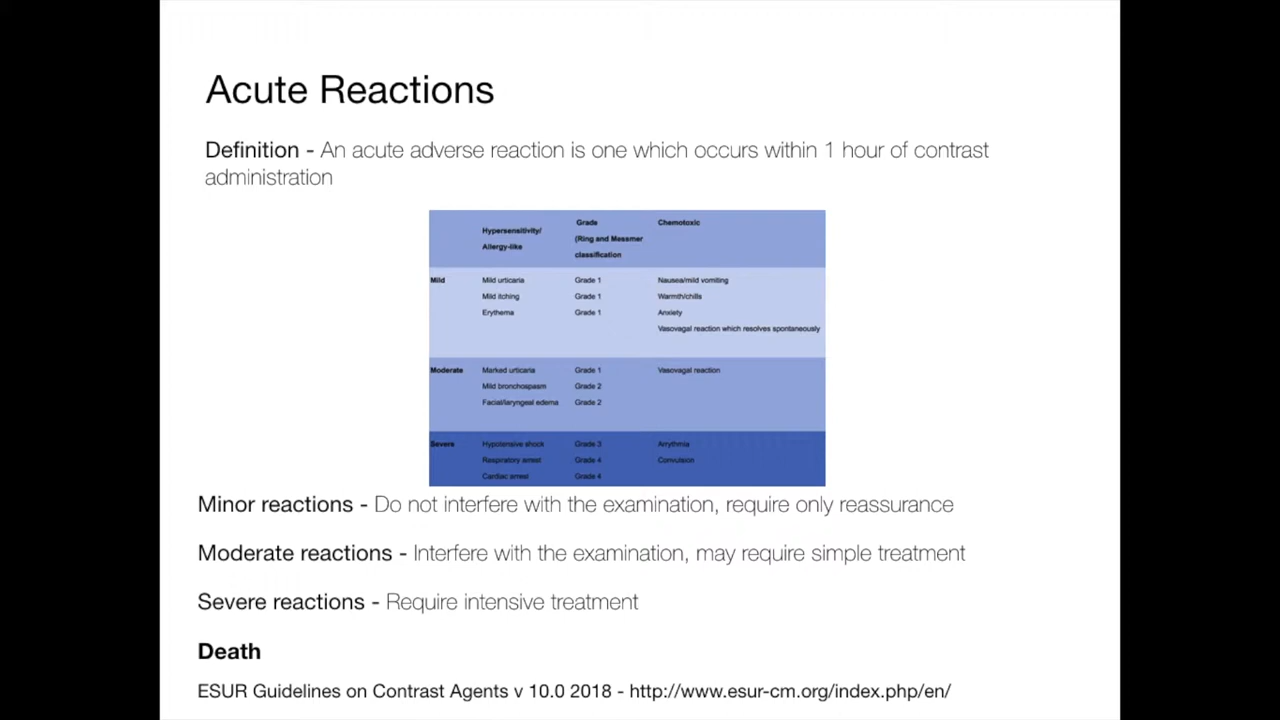 Acute Reactions
Definition - An acute adverse reaction is one which occurs within 1 hour of contrast
administration
Hypersensitivity/ Allergy-like Grade (Ring and Messmer classification Chemotoxic
Mild Mild urticaria Grade 1 Nausea/mild vomiting
Mild itching Grade 1 Warmth/chills
Erythema Grade 1 Anxiety
Vasovagal reaction which resolves spontaneously
Moderate Marked urticaria Grade 1 Vasovagal reaction
Mild bronchospasm Grade 2
Facial/laryngeal edema Grade 2
Severe Hypotensive shock Grade 3 Arrythmia
Respiratory arrest Grade 4 Convulsion
Cardiac arrest Grade 4
Minor reactions - Do not interfere with the examination, require only reassurance
Moderate reactions - Interfere with the examination, may require simple treatment
Severe reactions - Require intensive treatment
Death
ESUR Guidelines on Contrast Agents v 10.0 2018 - http://www.esur-cm.org/index.php/en/